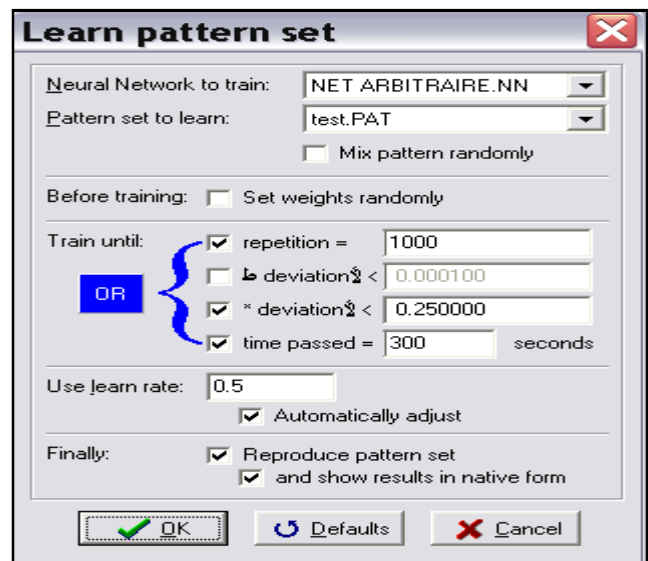 Learn pattern set
Neural Network to train: NET ARBITRAIRE.NN
Pattern set to learn: test.PAT
Mix pattern randomly
Before training: Set weights randomly
Train until: repetition = 1000
OR
ط deviation < 0.000100
* deviation < 0.250000
time passed = 300 seconds
Use learn rate: 0.5
Automatically adjust
Finally: Reproduce pattern set
and show results in native form
OK Defaults Cancel